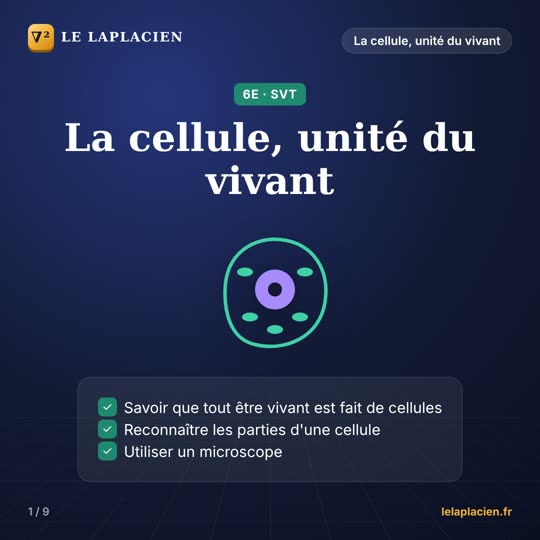 ∇² LE LAPLACIEN
La cellule, unité du vivant
6E · SVT
La cellule, unité du
vivant
Savoir que tout être vivant est fait de cellules
Reconnaître les parties d'une cellule
Utiliser un microscope
1 / 9
lelaplacien.fr